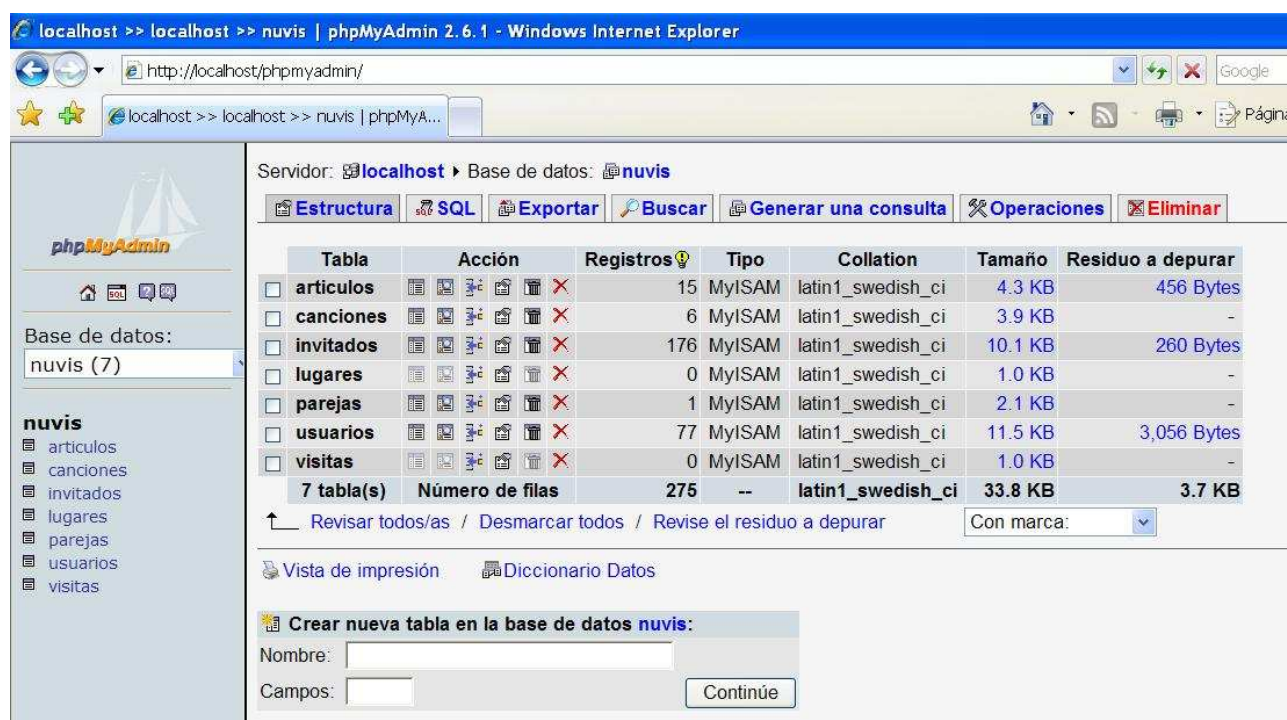 localhost >> localhost >> nuvis | phpMyAdmin 2.6.1 - Windows Internet Explorer
http://localhost/phpmyadmin/
Google
localhost >> localhost >> nuvis | phpMyA...
Página
phpMyAdmin
SQL
Base de datos:
nuvis (7)
nuvis
articulos
canciones
invitados
lugares
parejas
usuarios
visitas
Servidor: localhost ▸ Base de datos: nuvis
Estructura SQL Exportar Buscar Generar una consulta Operaciones Eliminar
Tabla Acción Registros Tipo Collation Tamaño Residuo a depurar
articulos 15 MyISAM latin1_swedish_ci 4.3 KB 456 Bytes
canciones 6 MyISAM latin1_swedish_ci 3.9 KB -
invitados 176 MyISAM latin1_swedish_ci 10.1 KB 260 Bytes
lugares 0 MyISAM latin1_swedish_ci 1.0 KB -
parejas 1 MyISAM latin1_swedish_ci 2.1 KB -
usuarios 77 MyISAM latin1_swedish_ci 11.5 KB 3,056 Bytes
visitas 0 MyISAM latin1_swedish_ci 1.0 KB -
7 tabla(s) Número de filas 275 -- latin1_swedish_ci 33.8 KB 3.7 KB
Revisar todos/as / Desmarcar todos / Revise el residuo a depurar Con marca:
Vista de impresión Diccionario Datos
Crear nueva tabla en la base de datos nuvis:
Nombre:
Campos: Continúe